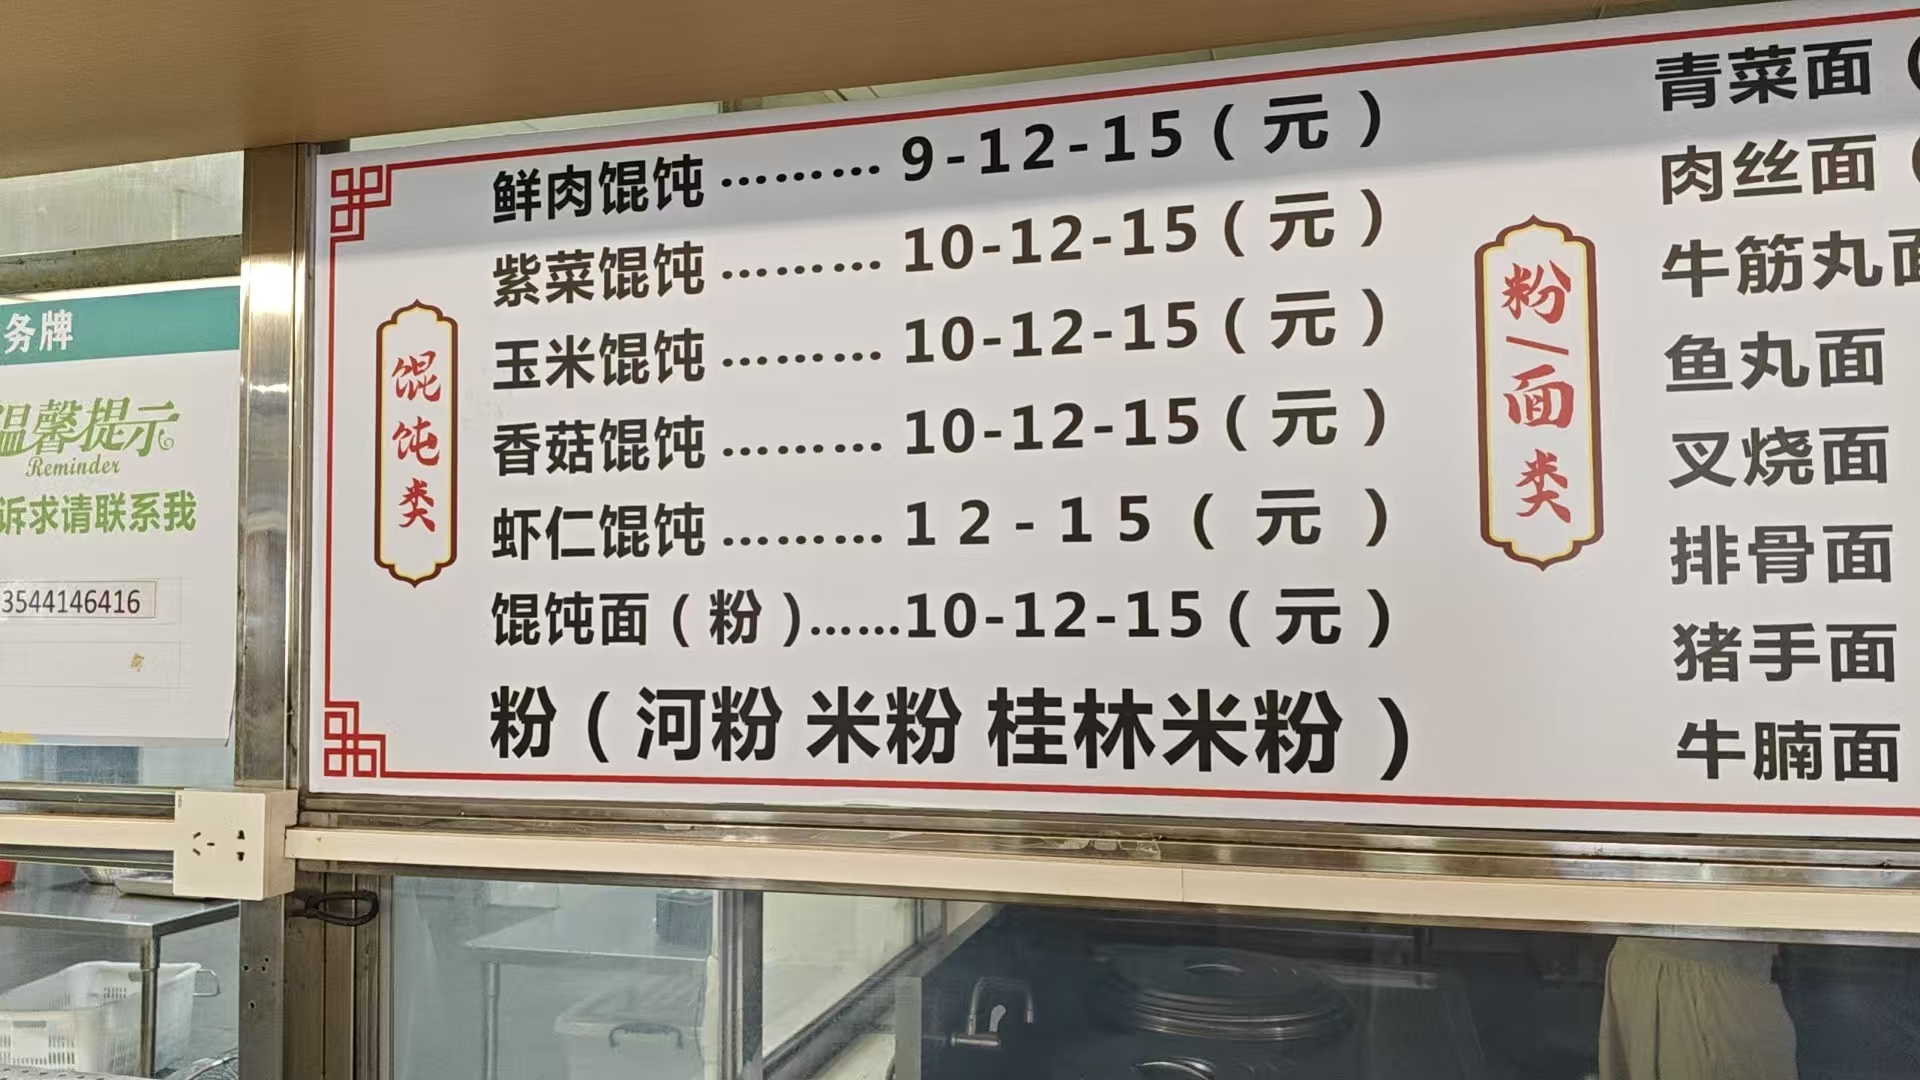 务牌
温馨提示
Reminder
诉求请联系我
3544146416
馄饨类
鲜肉馄饨………9-12-15(元)
紫菜馄饨………10-12-15(元)
玉米馄饨………10-12-15(元)
香菇馄饨………10-12-15(元)
虾仁馄饨………12-15(元)
馄饨面(粉)……10-12-15(元)
粉(河粉 米粉 桂林米粉)
粉/面类
青菜面(
肉丝面(
牛筋丸面
鱼丸面
叉烧面
排骨面
猪手面
牛腩面